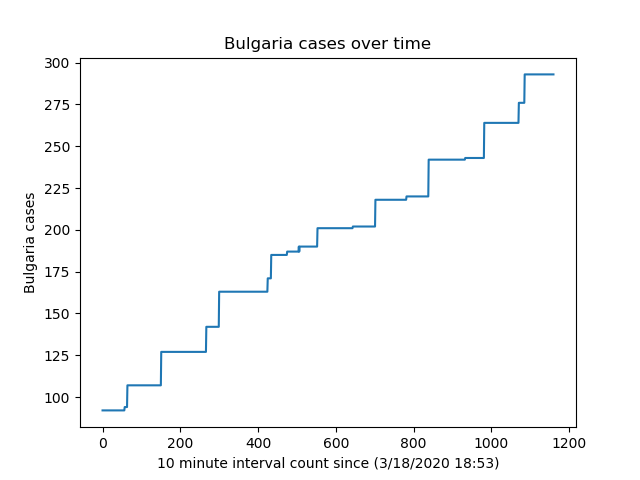 Bulgaria cases over time
300
275
250
225
200
175
150
125
100
Bulgaria cases
0 200 400 600 800 1000 1200
10 minute interval count since (3/18/2020 18:53)